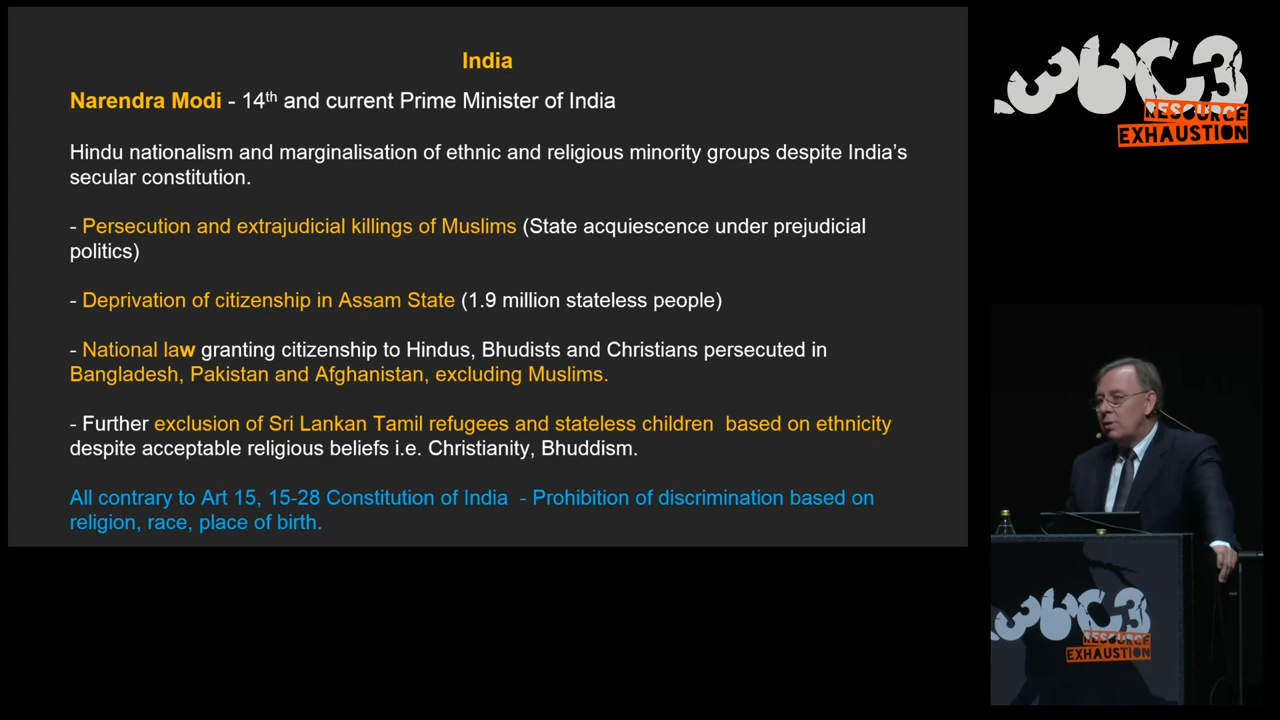 India
Narendra Modi - 14th and current Prime Minister of India
Hindu nationalism and marginalisation of ethnic and religious minority groups despite India's
secular constitution.
- Persecution and extrajudicial killings of Muslims (State acquiescence under prejudicial
politics)
- Deprivation of citizenship in Assam State (1.9 million stateless people)
- National law granting citizenship to Hindus, Bhudists and Christians persecuted in
Bangladesh, Pakistan and Afghanistan, excluding Muslims.
- Further exclusion of Sri Lankan Tamil refugees and stateless children  based on ethnicity
despite acceptable religious beliefs i.e. Christianity, Bhuddism.
All contrary to Art 15, 15-28 Constitution of India  - Prohibition of discrimination based on
religion, race, place of birth.
36C3
RESOURCE
EXHAUSTION
36C3
RESOURCE
EXHAUSTION